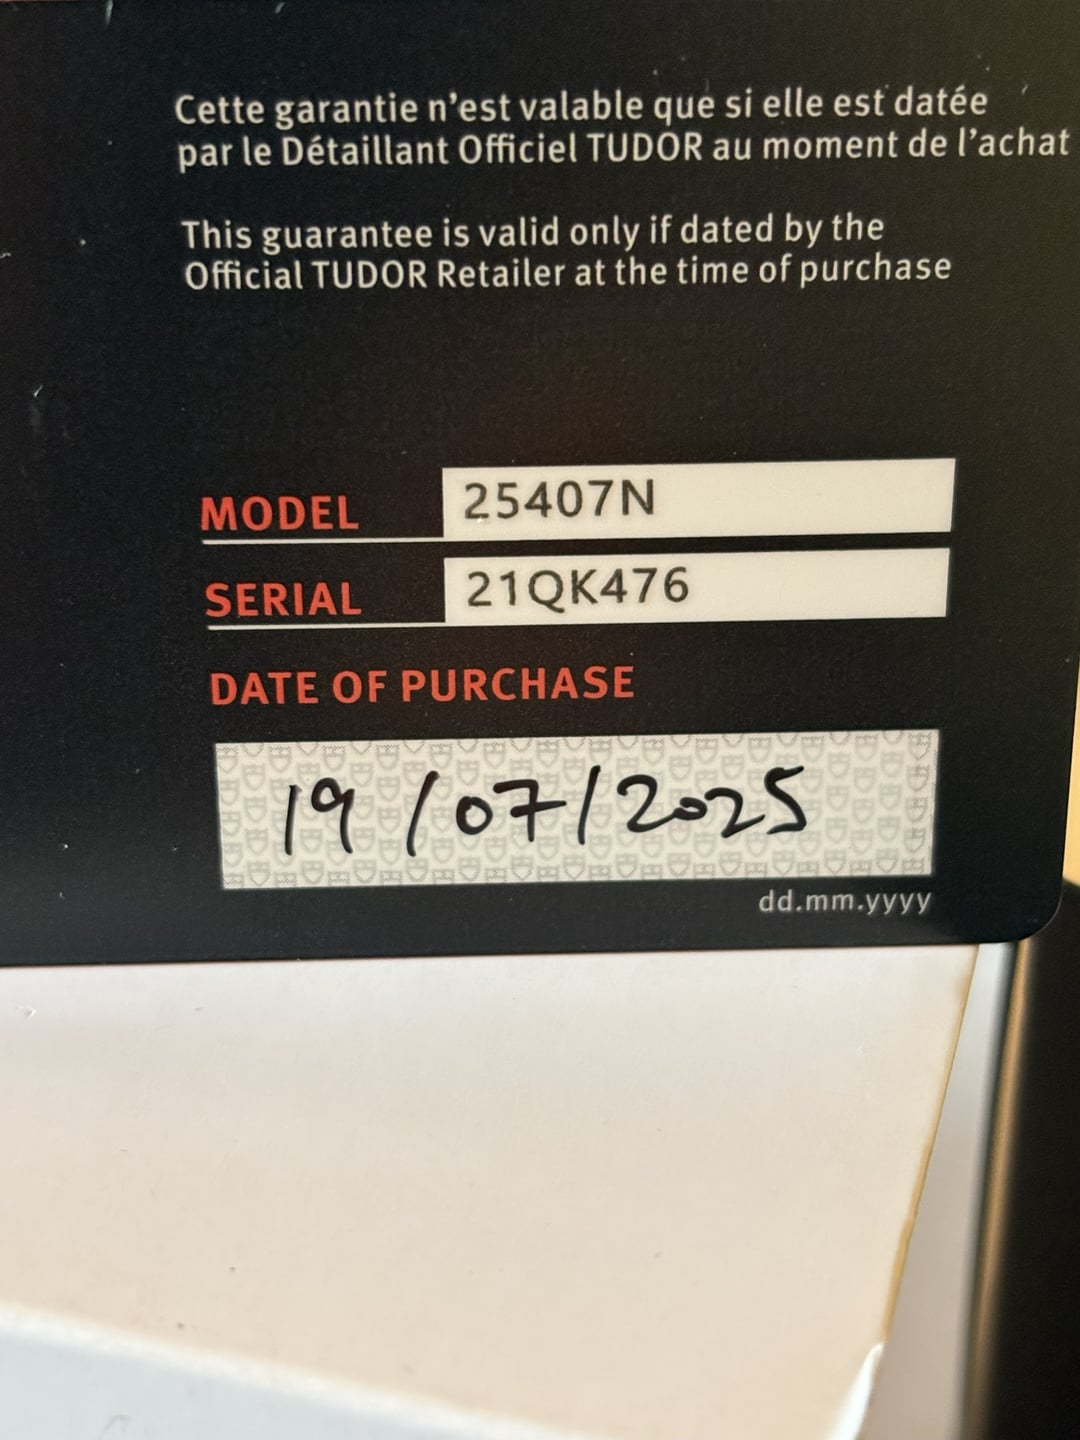 Cette garantie n'est valable que si elle est datée
par le Détaillant Officiel TUDOR au moment de l'achat
This guarantee is valid only if dated by the
Official TUDOR Retailer at the time of purchase
MODEL 25407N
SERIAL 21QK476
DATE OF PURCHASE
19/07/2025
dd.mm.yyyy